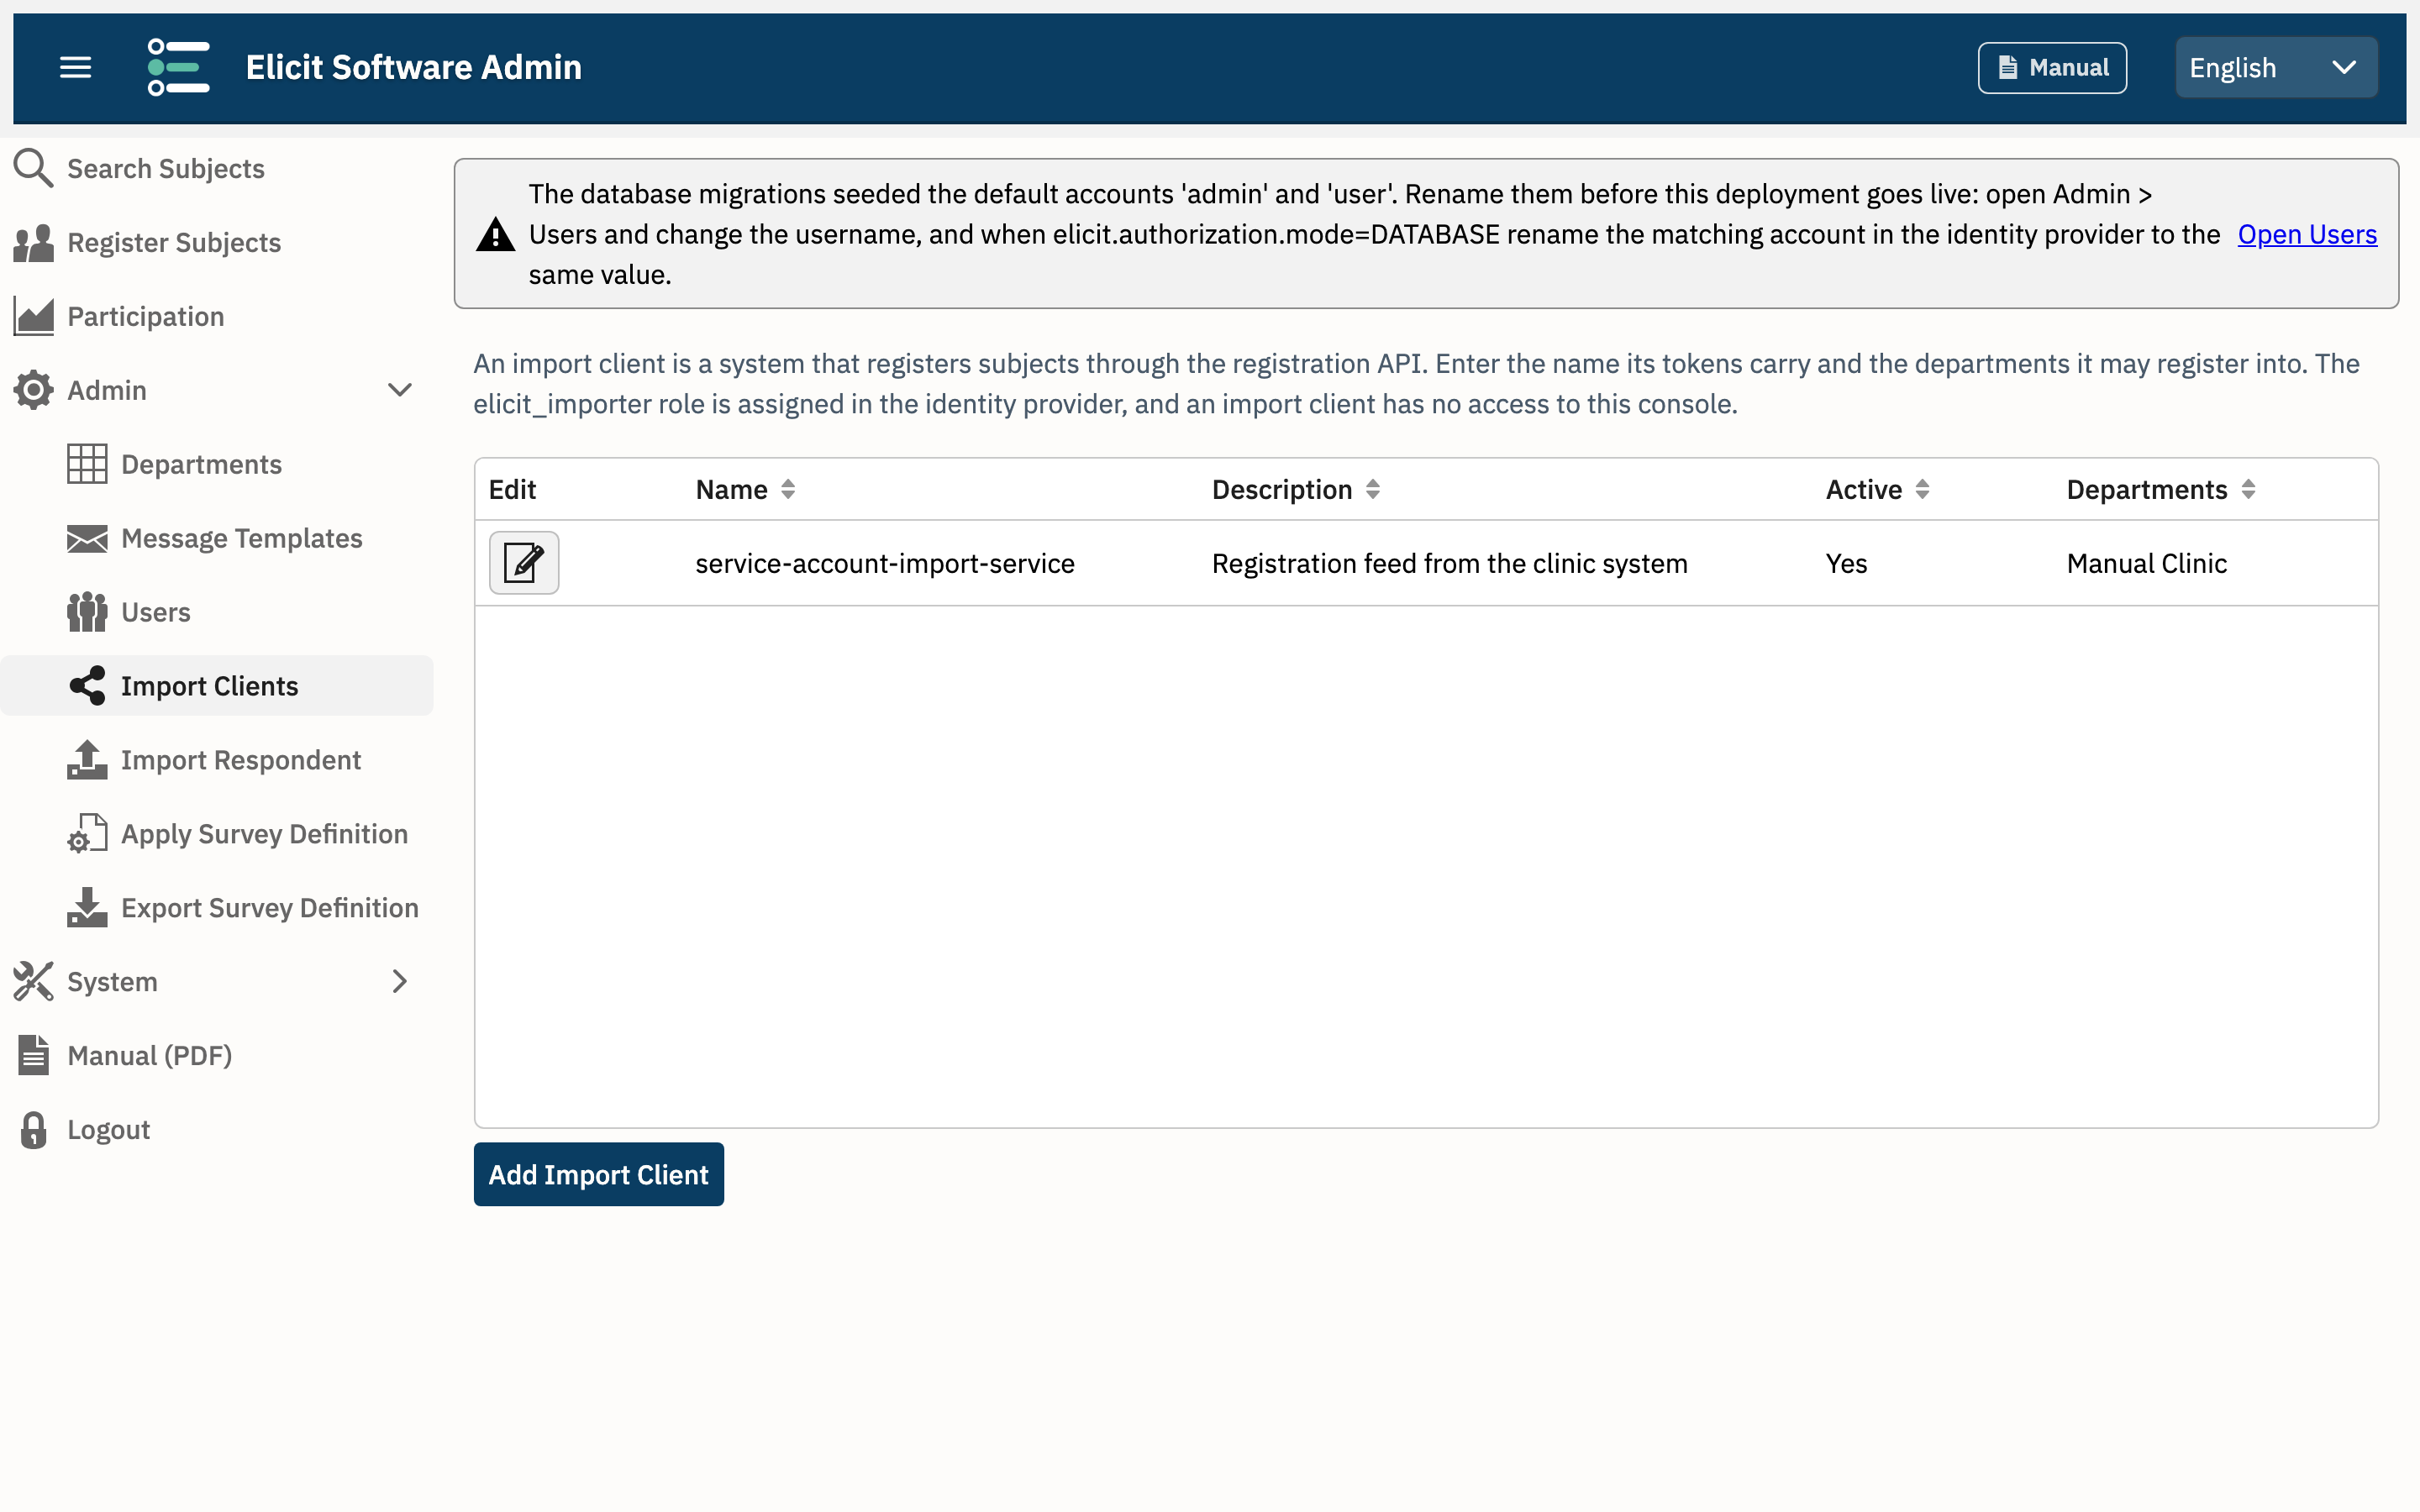 Elicit Software Admin
Manual
English
Search Subjects
Register Subjects
Participation
Admin
Departments
Message Templates
Users
Import Clients
Import Respondent
Apply Survey Definition
Export Survey Definition
System
Manual (PDF)
Logout
The database migrations seeded the default accounts 'admin' and 'user'. Rename them before this deployment goes live: open Admin >
Users and change the username, and when elicit.authorization.mode=DATABASE rename the matching account in the identity provider to the
same value.
Open Users
An import client is a system that registers subjects through the registration API. Enter the name its tokens carry and the departments it may register into. The
elicit_importer role is assigned in the identity provider, and an import client has no access to this console.
Edit Name Description Active Departments
service-account-import-service Registration feed from the clinic system Yes Manual Clinic
Add Import Client